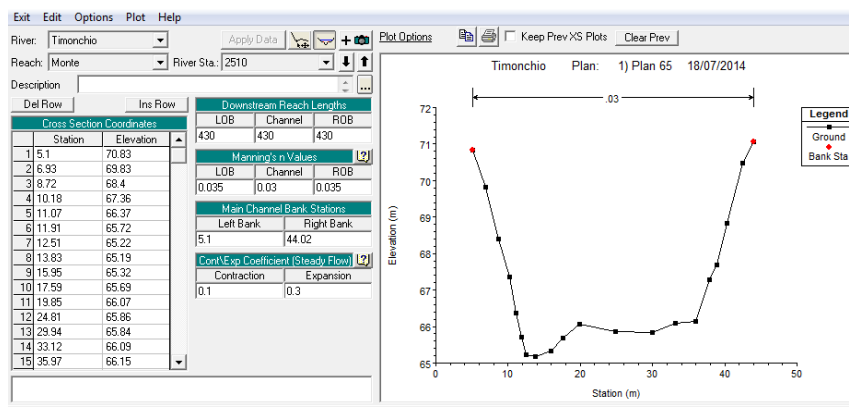 Exit Edit Options Plot Help
River: Timonchio Apply Data
Reach: Monte River Sta.: 2510
Description ...
Del Row Ins Row
Cross Section Coordinates
Station Elevation
1 5.1 70.83
2 6.93 69.83
3 8.72 68.4
4 10.18 67.36
5 11.07 66.37
6 11.91 65.72
7 12.51 65.22
8 13.83 65.19
9 15.95 65.32
10 17.59 65.69
11 19.85 66.07
12 24.81 65.86
13 29.94 65.84
14 33.12 66.09
15 35.97 66.15
Downstream Reach Lengths
LOB Channel ROB
430 430 430
Manning's n Values ?
LOB Channel ROB
0.035 0.03 0.035
Main Channel Bank Stations
Left Bank Right Bank
5.1 44.02
Cont\Exp Coefficient (Steady Flow) ?
Contraction Expansion
0.1 0.3
Plot Options Keep Prev XS Plots Clear Prev
Timonchio Plan: 1) Plan 65 18/07/2014
.03
Legend
Ground
Bank Sta
Elevation (m)
72
71
70
69
68
67
66
65
0 10 20 30 40 50
Station (m)